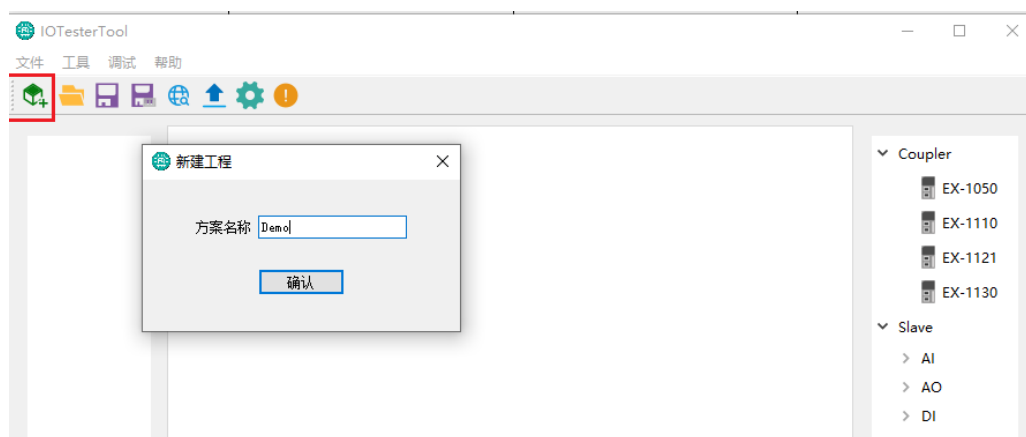 IOTesterTool
文件 工具 调试 帮助
新建工程
方案名称 Demo
确认
Coupler
EX-1050
EX-1110
EX-1121
EX-1130
Slave
AI
AO
DI